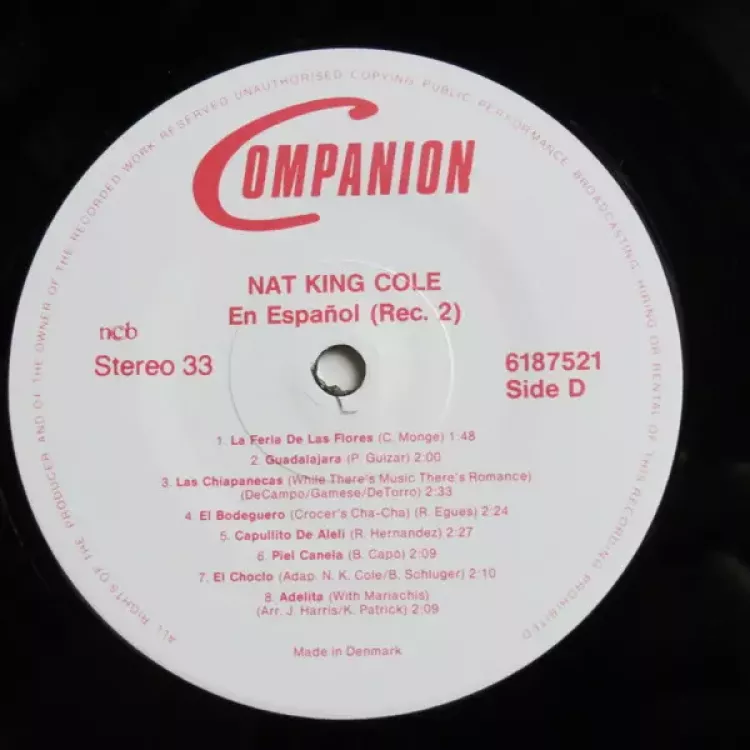 COMPANION
NAT KING COLE
En Español (Rec. 2)
ncb
Stereo 33
6187521
Side D
1. La Feria De Las Flores (C. Monge) 1:48
2. Guadalajara (P. Guizar) 2:00
3. Las Chiapanecas (While There's Music There's Romance)
(DeCampo/Gamese/DeTorro) 2:33
4. El Bodeguero (Crocer's Cha-Cha) (R. Egues) 2:24
5. Capullito De Aleli (R. Hernandez) 2:27
6. Piel Canela (B. Capo) 2:09
7. El Choclo (Adap. N. K. Cole/B. Schluger) 2:10
8. Adelita (With Mariachis)
(Arr. J. Harris/K. Patrick) 2:09
Made in Denmark
ALL RIGHTS OF THE PRODUCER AND OF THE OWNER OF THE RECORDED WORK RESERVED UNAUTHORISED COPYING PUBLIC PERFORMANCE BROADCASTING HIRING OR RENTAL OF THIS RECORDING PROHIBITED